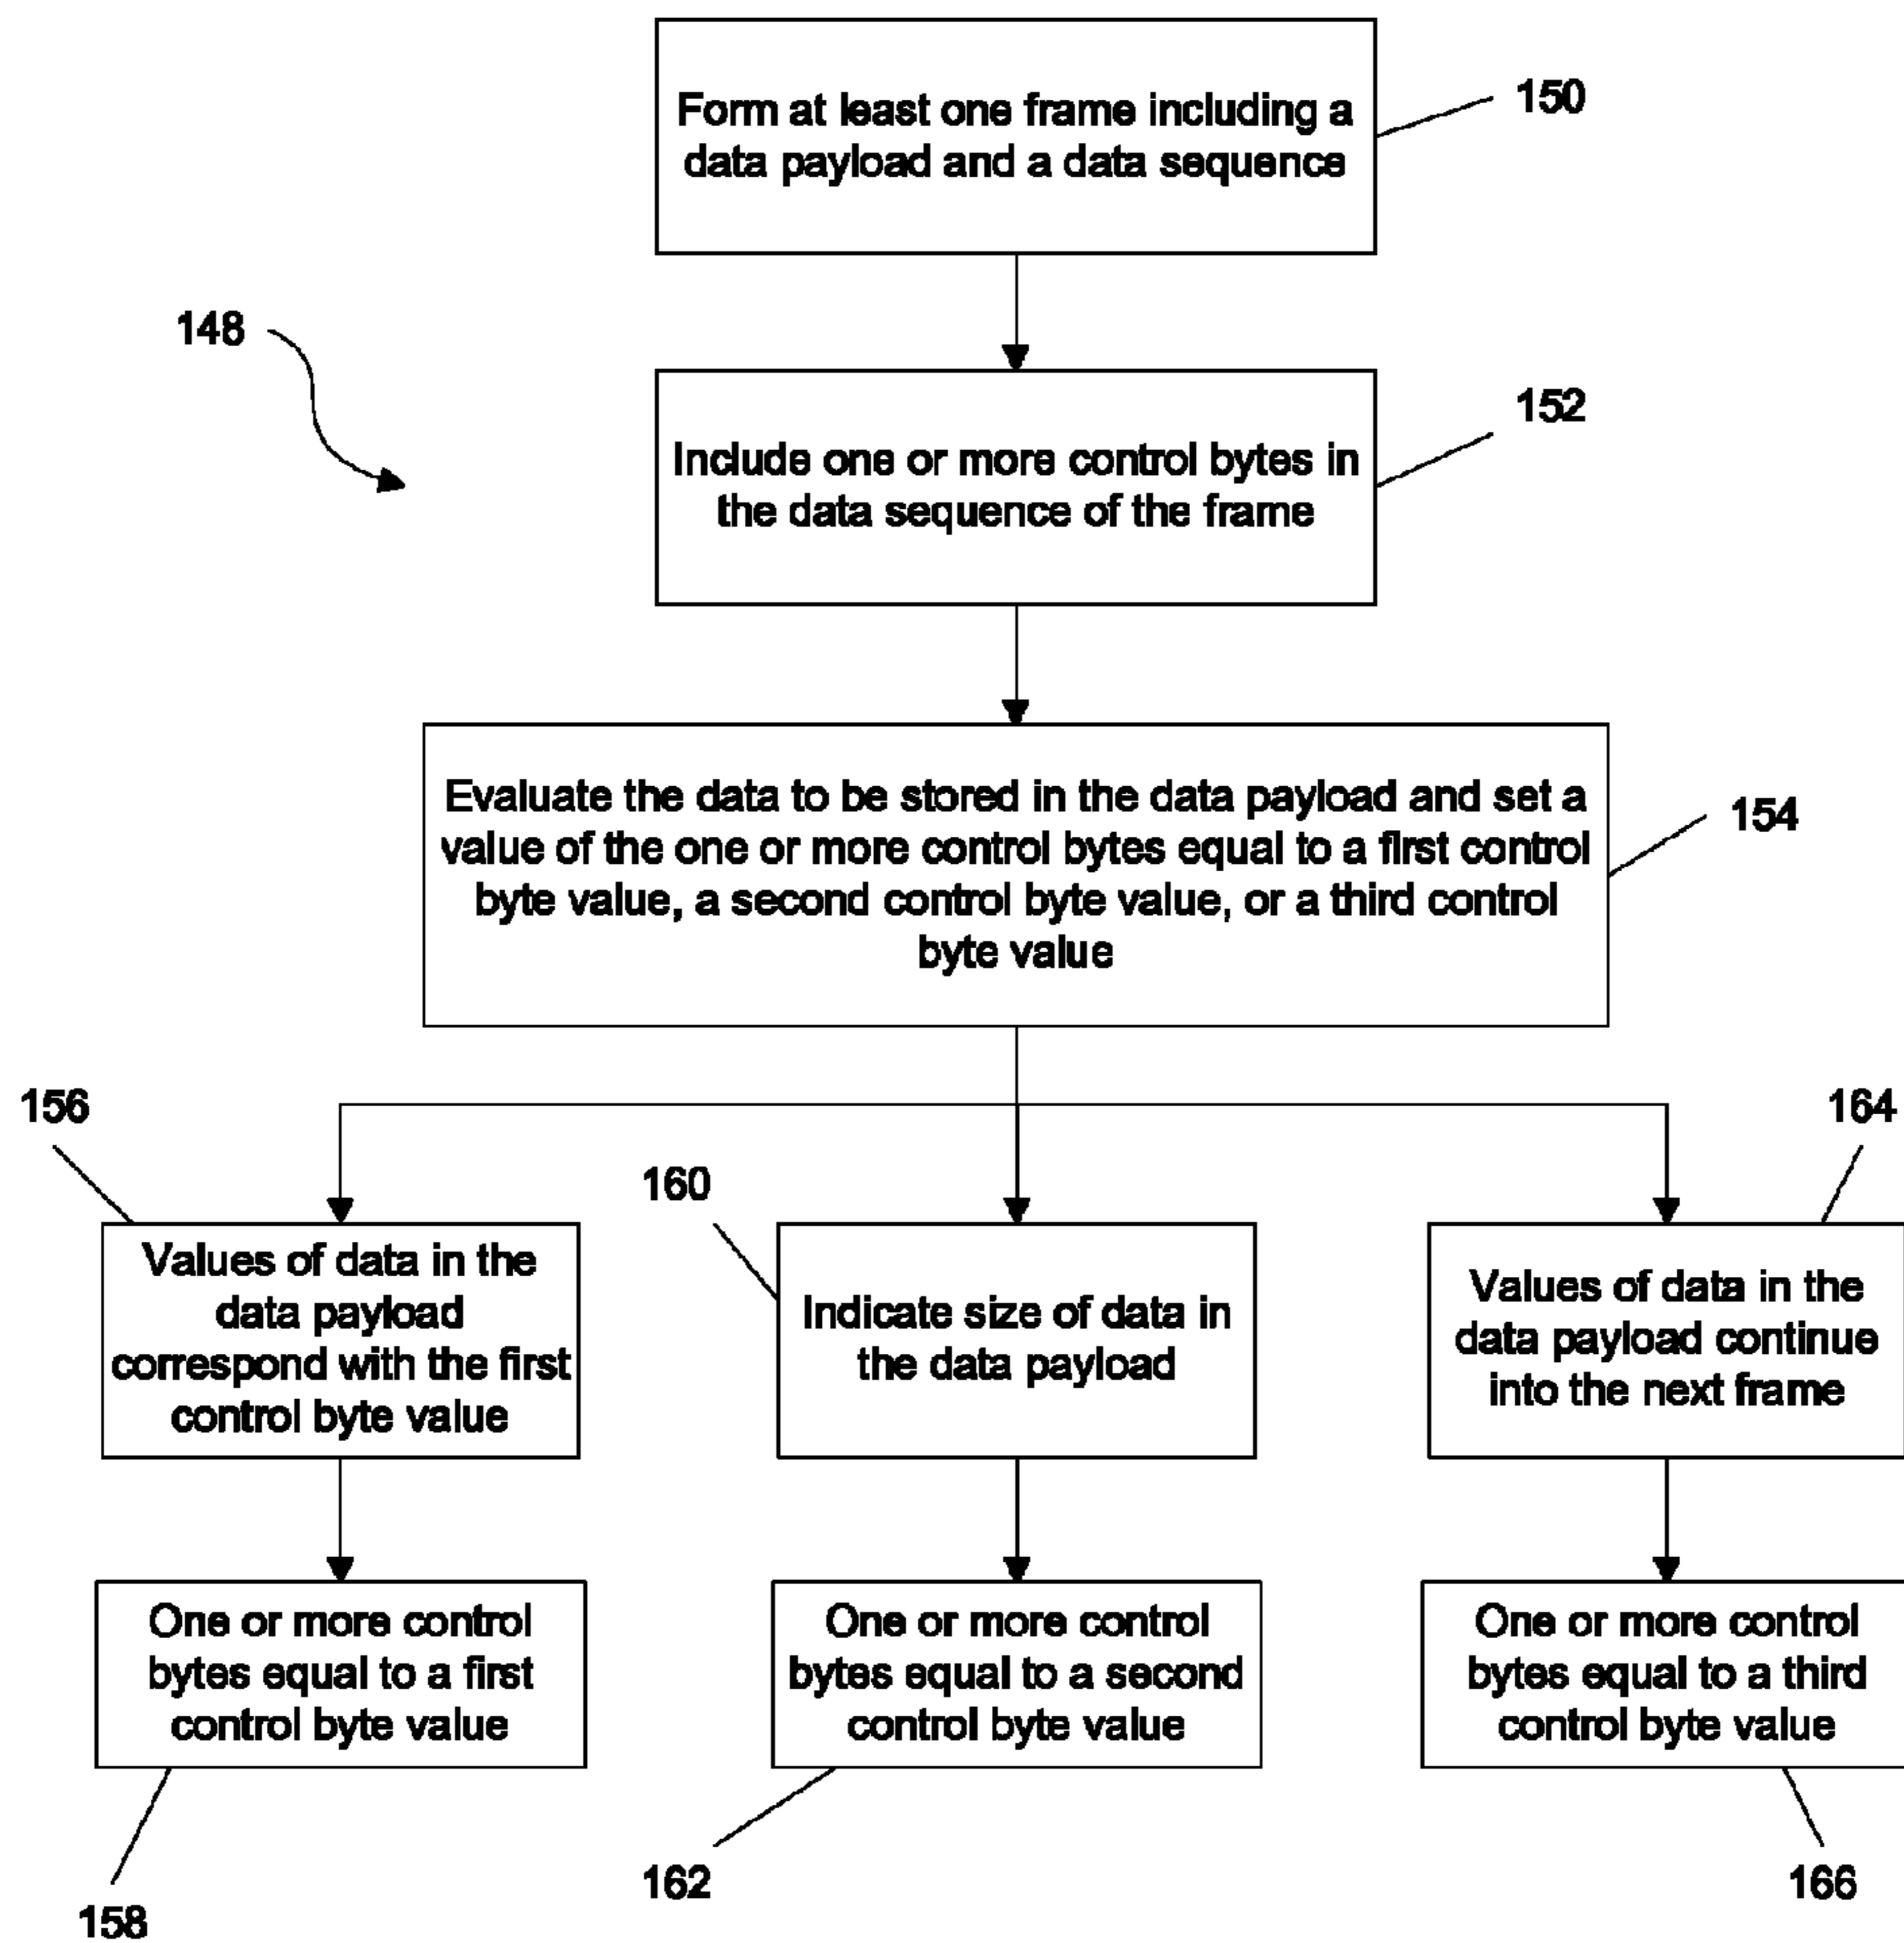 Form at least one frame including a
data payload and a data sequence
150
148
Include one or more control bytes in
the data sequence of the frame
152
Evaluate the data to be stored in the data payload and set a
value of the one or more control bytes equal to a first control
byte value, a second control byte value, or a third control
byte value
154
156
Values of data in the
data payload
correspond with the first
control byte value
160
Indicate size of data in
the data payload
164
Values of data in the
data payload continue
into the next frame
One or more control
bytes equal to a first
control byte value
158
One or more control
bytes equal to a second
control byte value
162
One or more control
bytes equal to a third
control byte value
166